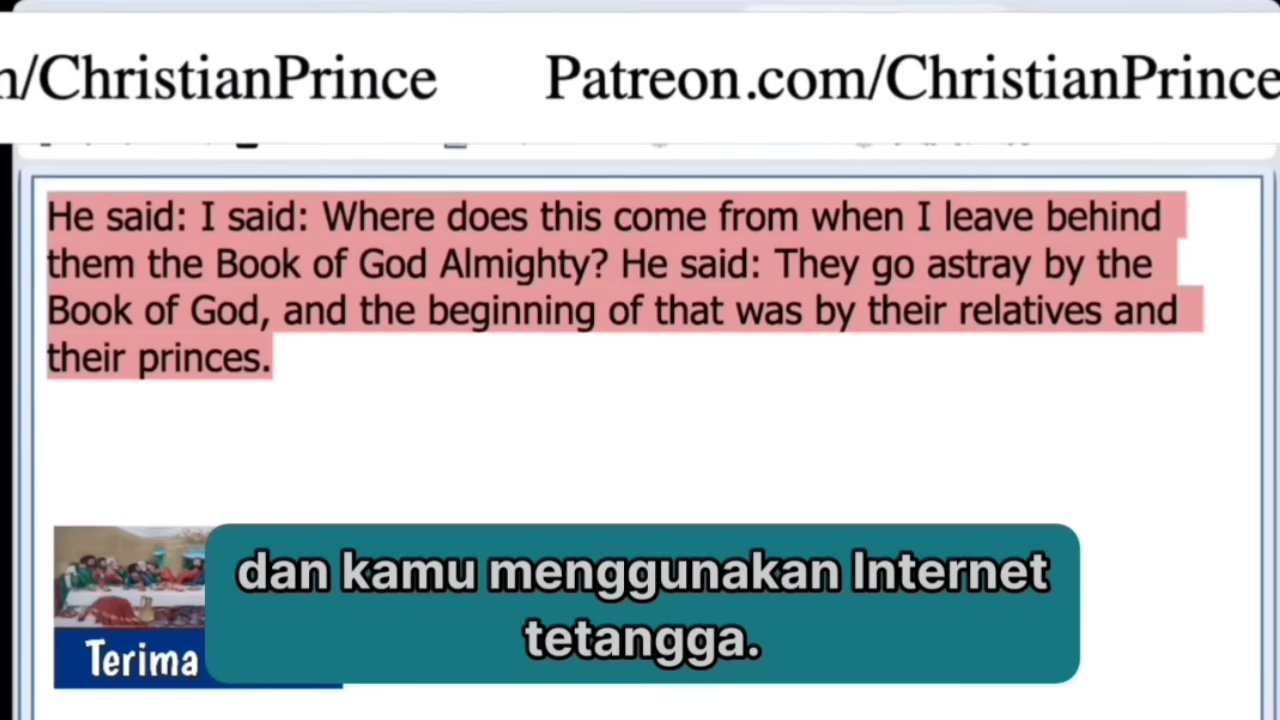 /ChristianPrince Patreon.com/ChristianPrince
He said: I said: Where does this come from when I leave behind
them the Book of God Almighty? He said: They go astray by the
Book of God, and the beginning of that was by their relatives and
their princes.
dan kamu menggunakan Internet
tetangga.
Terima